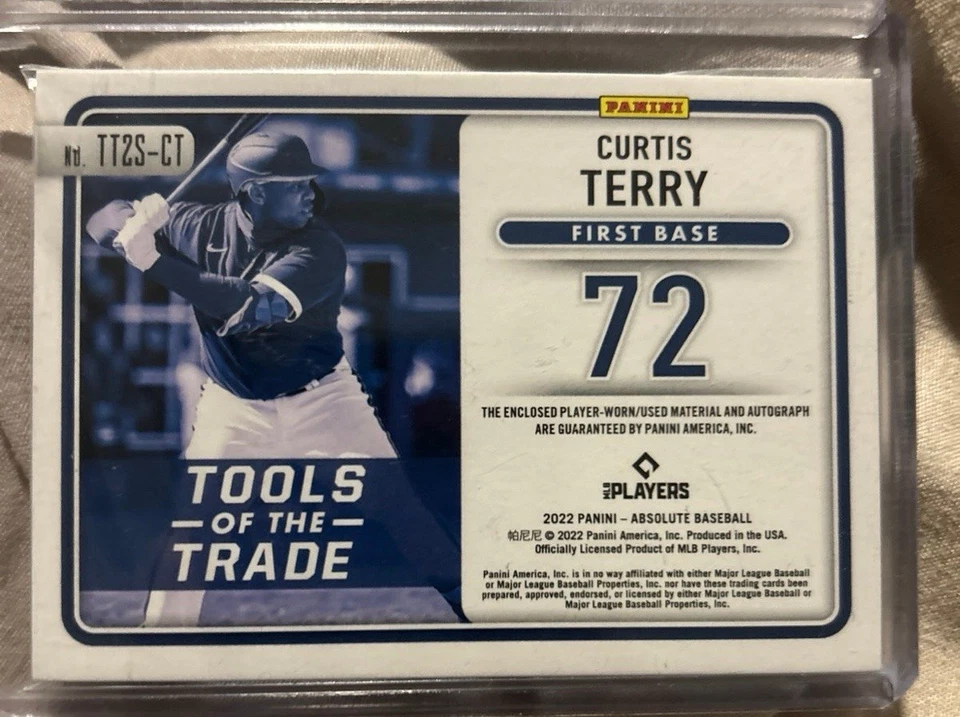 PANINI
No. TT2S-CT
CURTIS
TERRY
FIRST BASE
72
THE ENCLOSED PLAYER-WORN/USED MATERIAL AND AUTOGRAPH
ARE GUARANTEED BY PANINI AMERICA, INC.
MLB PLAYERS
TOOLS
OF THE
TRADE
2022 PANINI – ABSOLUTE BASEBALL
帕尼尼 © 2022 Panini America, Inc. Produced in the USA.
Officially Licensed Product of MLB Players, Inc.
Panini America, Inc. is in no way affiliated with either Major League Baseball
or Major League Baseball Properties, Inc. nor have these trading cards been
prepared, approved, endorsed, or licensed by either Major League Baseball or
Major League Baseball Properties, Inc.